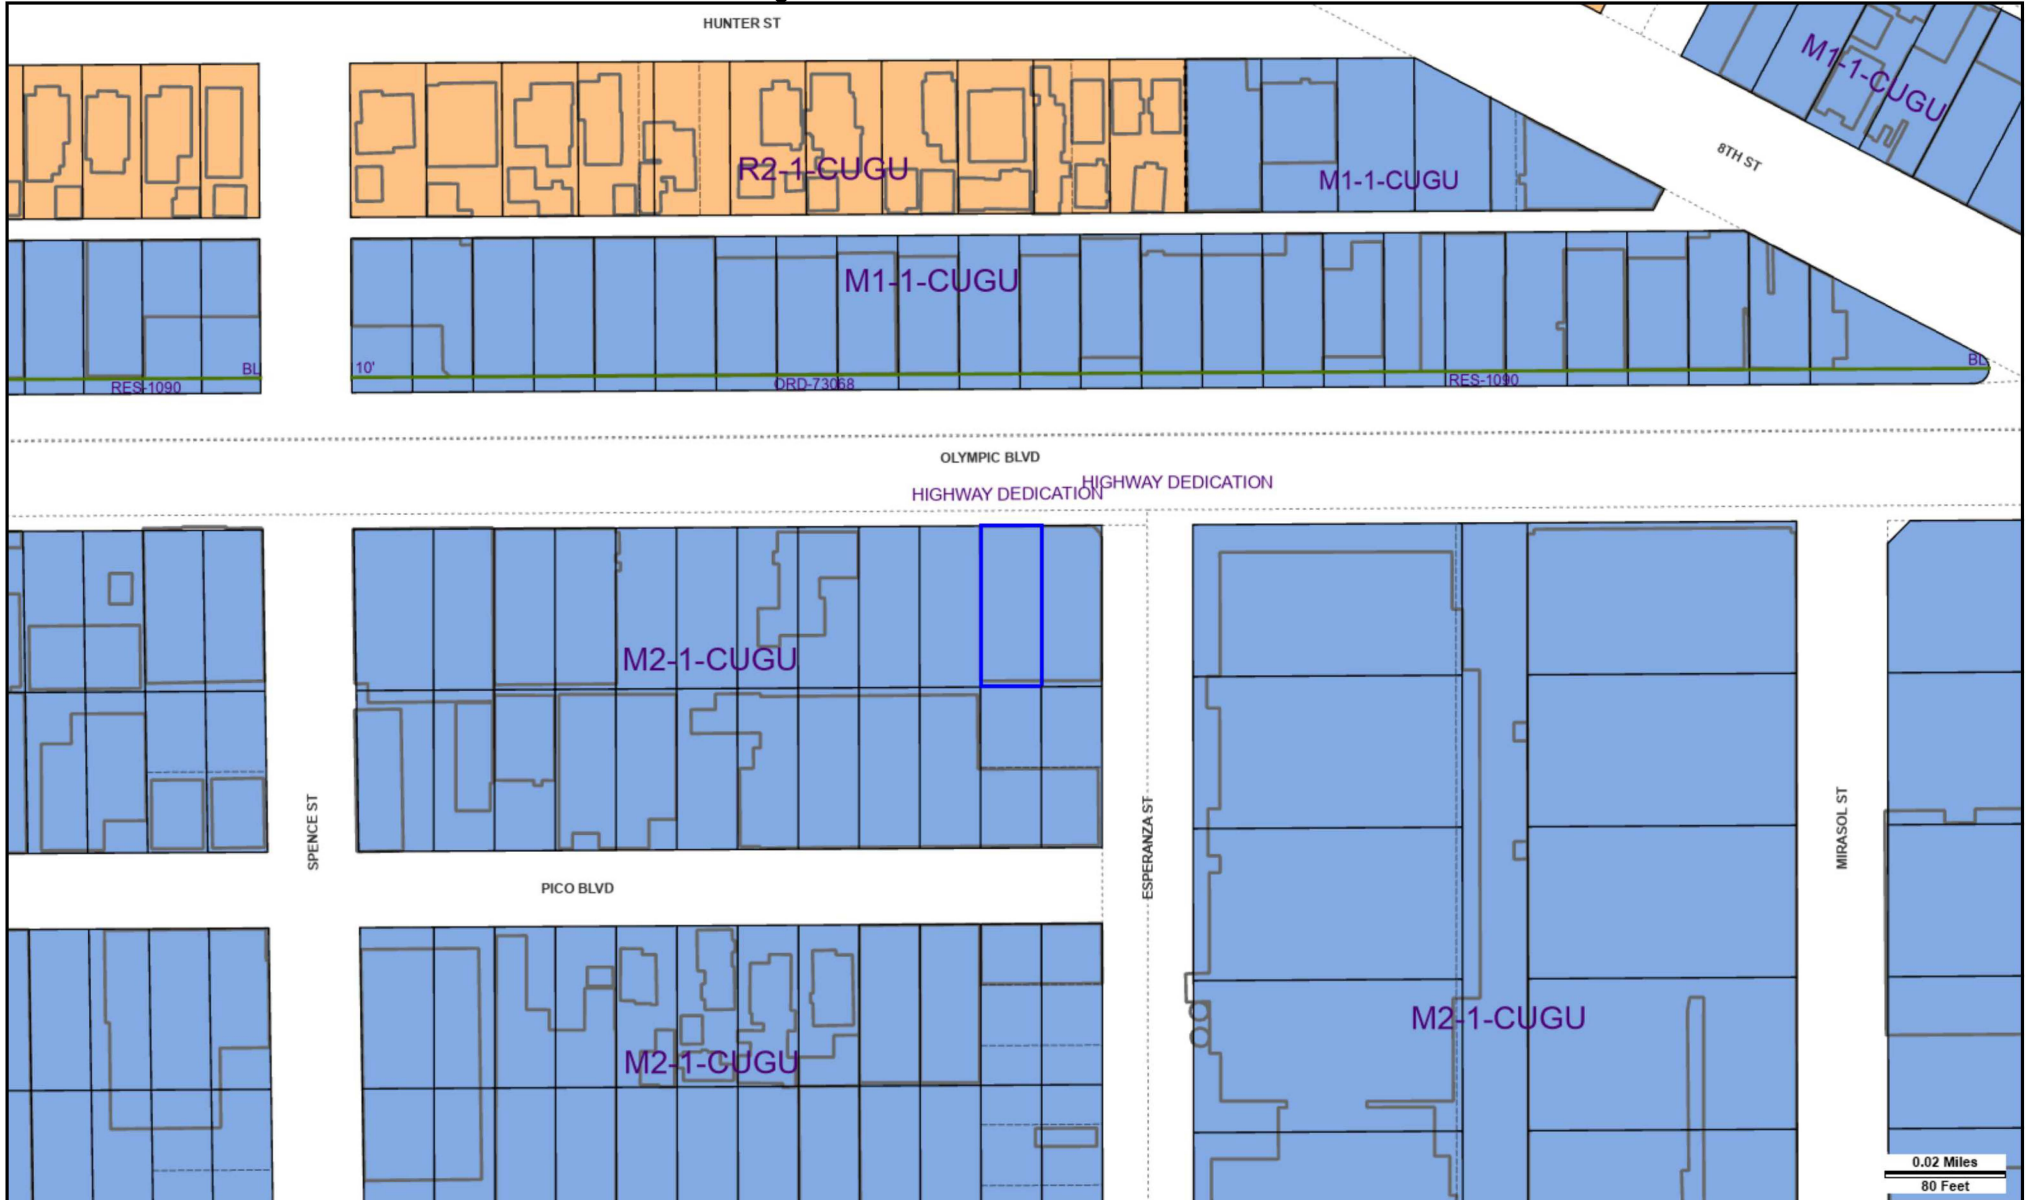 HUNTER ST
M1-1-CUGU
8TH ST
R2-1-CUGU
M1-1-CUGU
M1-1-CUGU
BL
10'
BL
RES-1090
ORD-73068
RES-1090
OLYMPIC BLVD
HIGHWAY DEDICATION
HIGHWAY DEDICATION
M2-1-CUGU
SPENCE ST
ESPERANZA ST
MIRASOL ST
PICO BLVD
M2-1-CUGU
M2-1-CUGU
0.02 Miles
80 Feet